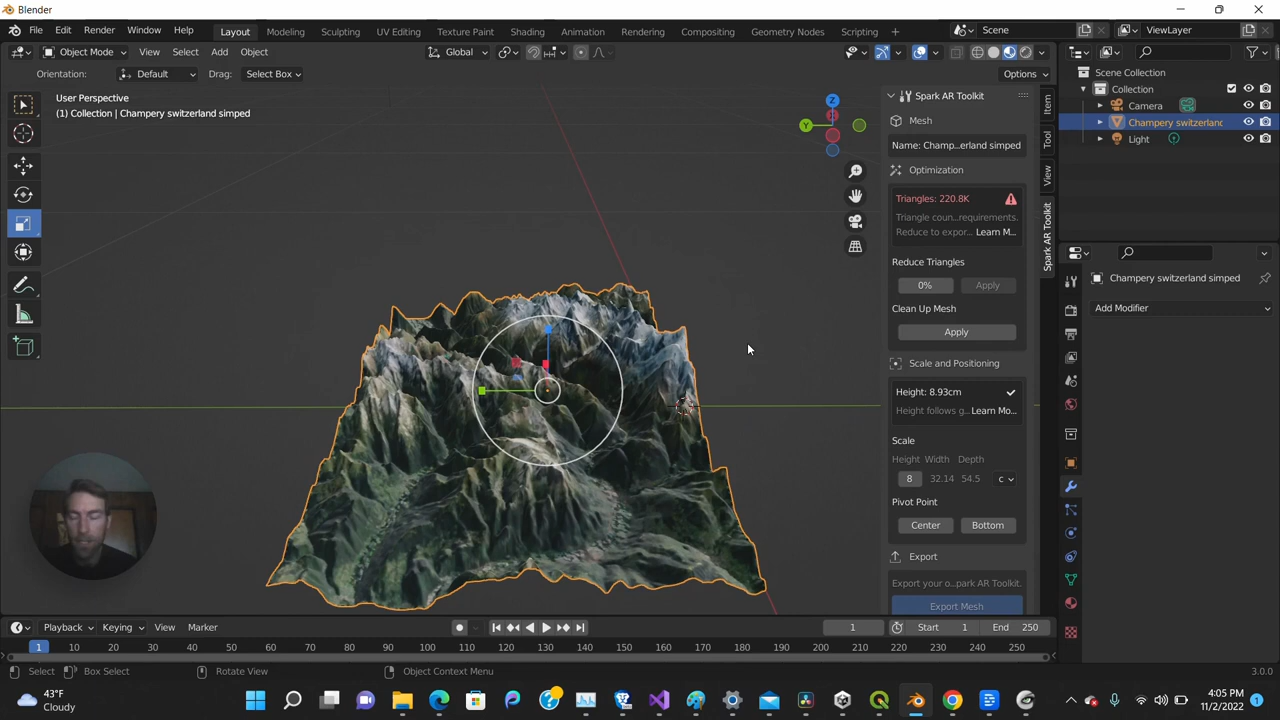 Blender
File Edit Render Window Help Layout Modeling Sculpting UV Editing Texture Paint Shading Animation Rendering Compositing Geometry Nodes Scripting + Scene ViewLayer
Object Mode View Select Add Object Global
Orientation: Default Drag: Select Box Options
User Perspective
(1) Collection | Champery switzerland simped
Z
Y
Spark AR Toolkit
Mesh
Name: Champ...erland simped
Optimization
Triangles: 220.8K
Triangle coun...requirements.
Reduce to expor... Learn M...
Reduce Triangles
0% Apply
Clean Up Mesh
Apply
Scale and Positioning
Height: 8.93cm
Height follows g... Learn Mo...
Scale
Height Width Depth
8 32.14 54.5 c
Pivot Point
Center Bottom
Export
Export your o...park AR Toolkit.
Export Mesh
Item
Tool
View
Spark AR Toolkit
Scene Collection
Collection
Camera
Champery switzerland
Light
Champery switzerland simped
Add Modifier
Playback Keying View Marker 1 Start 1 End 250
1 10 20 30 40 50 60 70 80 90 100 110 120 130 140 150 160 170 180 190 200 210 220 230 240 250
Select Box Select Rotate View Object Context Menu 3.0.0
43°F
Cloudy
4:05 PM
11/2/2022
1